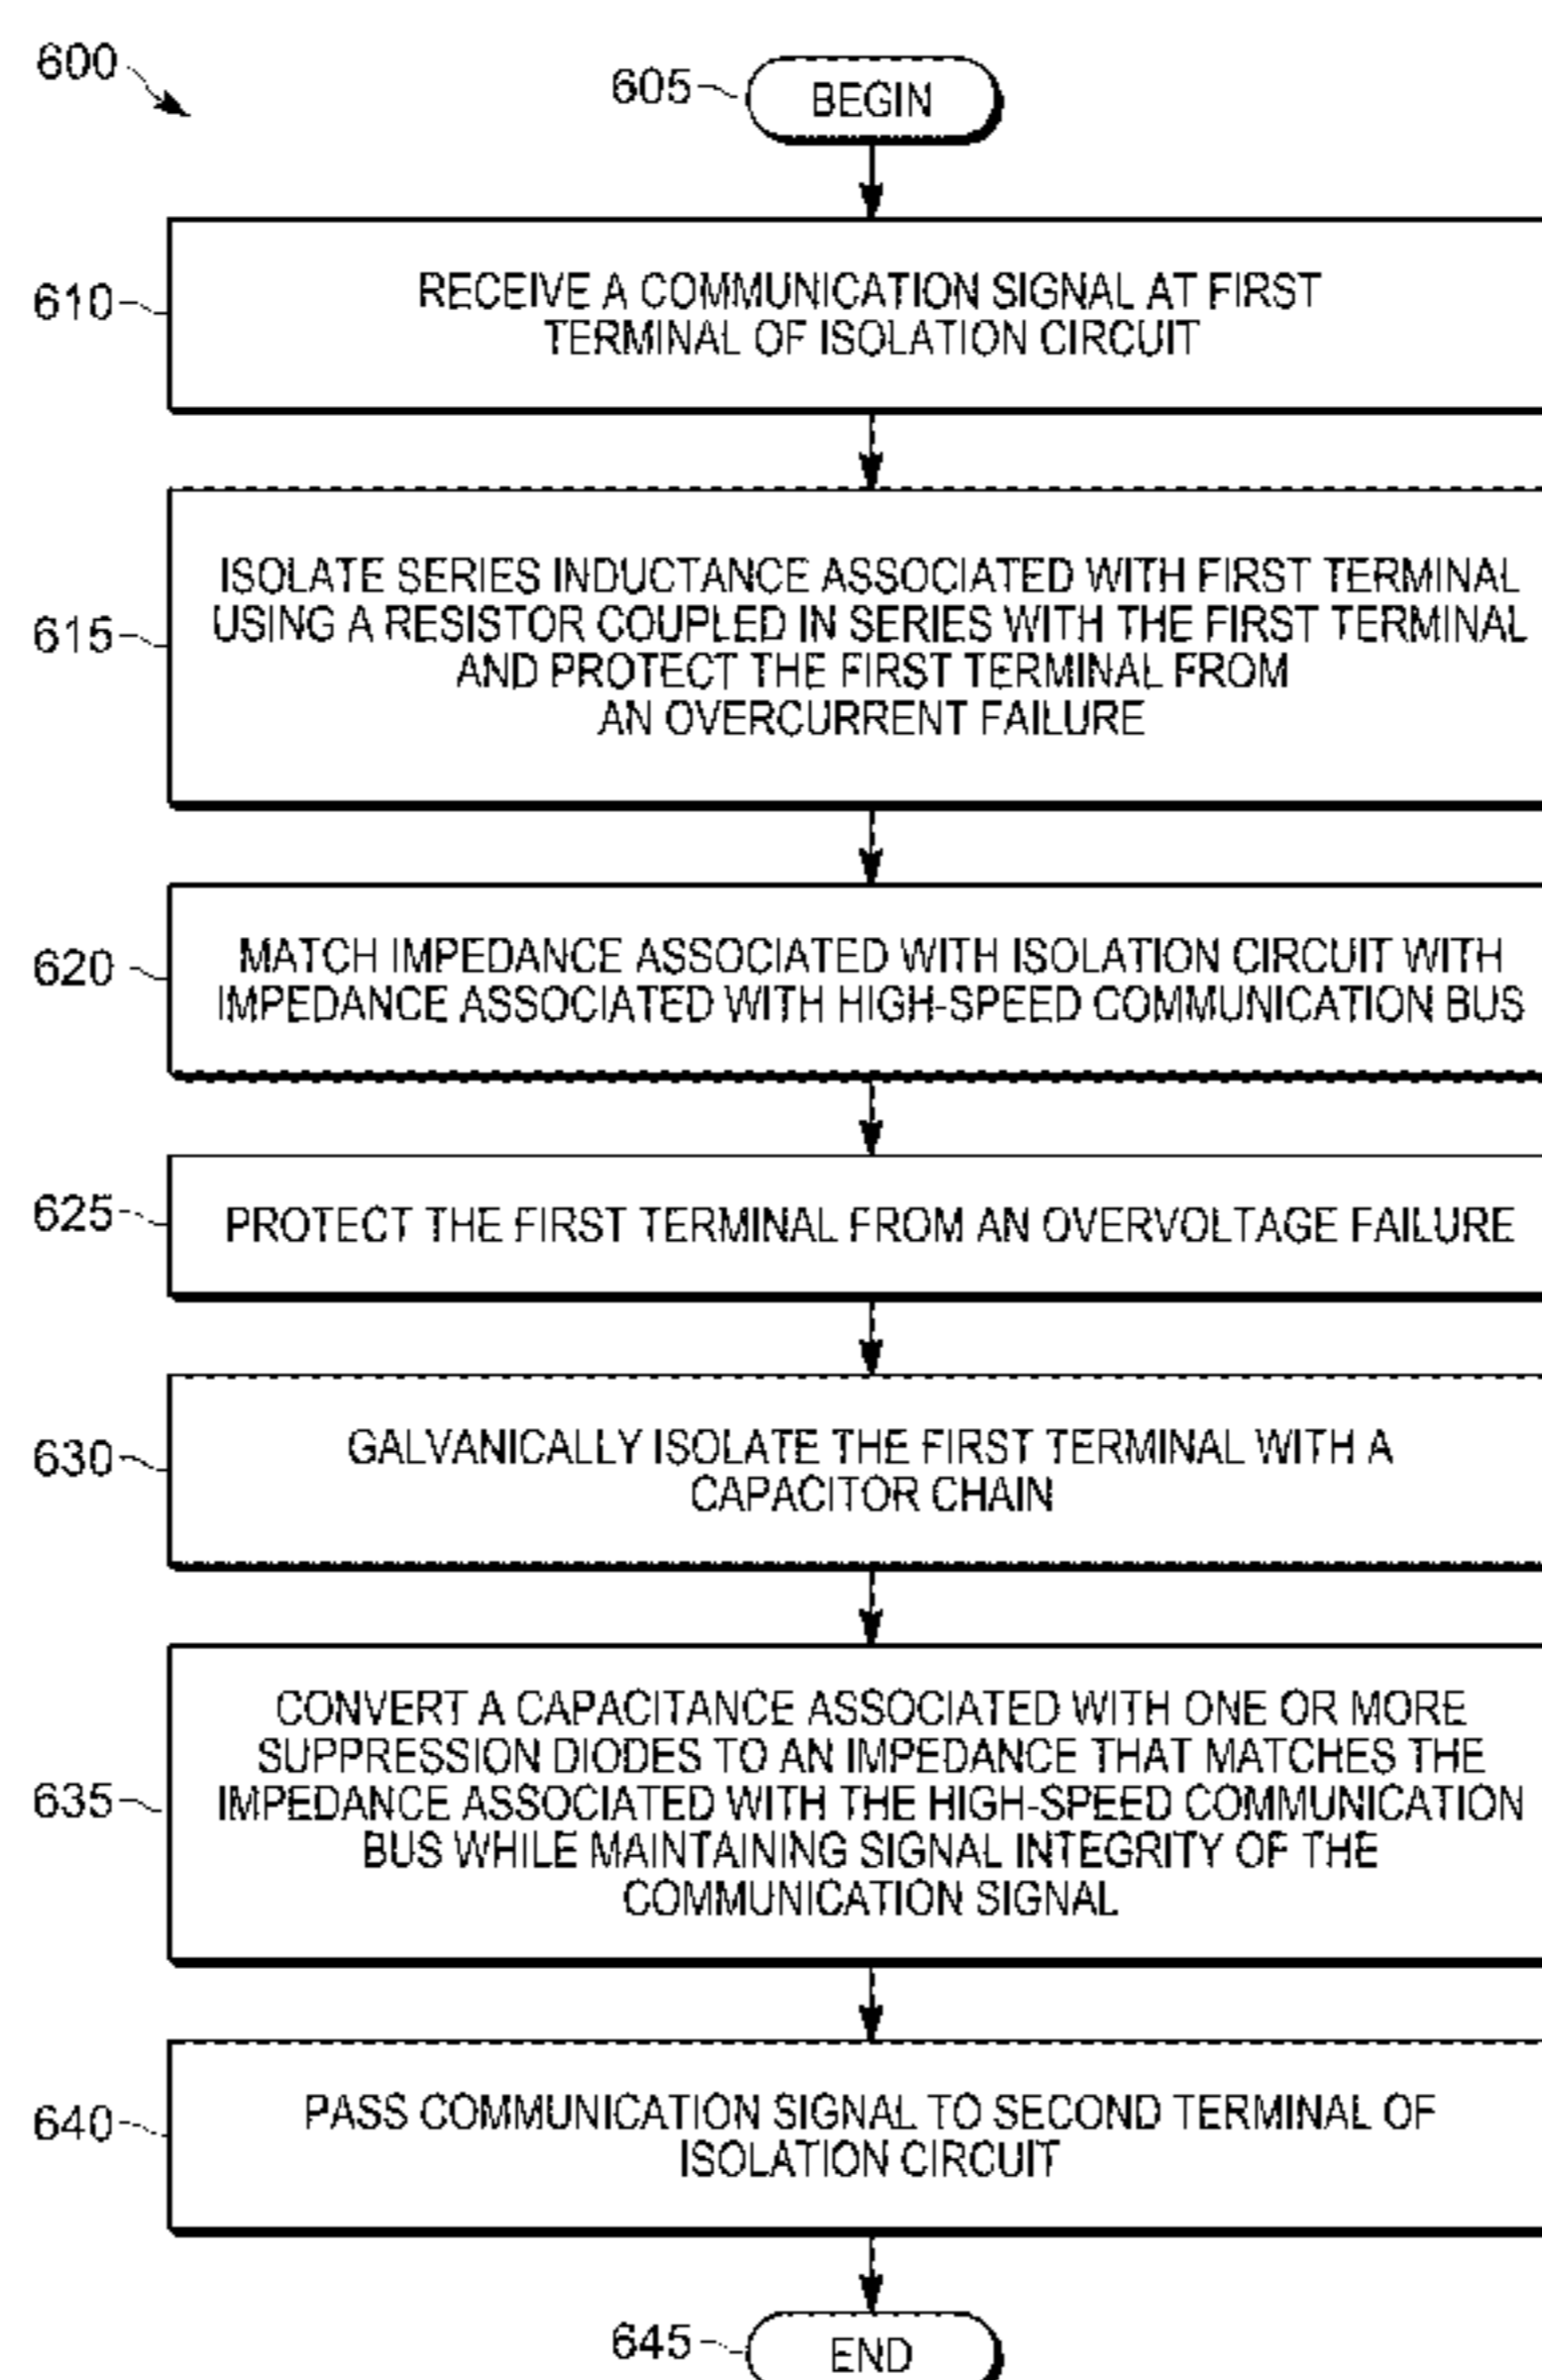 600
605
BEGIN
610
RECEIVE A COMMUNICATION SIGNAL AT FIRST
TERMINAL OF ISOLATION CIRCUIT
615
ISOLATE SERIES INDUCTANCE ASSOCIATED WITH FIRST TERMINAL
USING A RESISTOR COUPLED IN SERIES WITH THE FIRST TERMINAL
AND PROTECT THE FIRST TERMINAL FROM
AN OVERCURRENT FAILURE
620
MATCH IMPEDANCE ASSOCIATED WITH ISOLATION CIRCUIT WITH
IMPEDANCE ASSOCIATED WITH HIGH-SPEED COMMUNICATION BUS
625
PROTECT THE FIRST TERMINAL FROM AN OVERVOLTAGE FAILURE
630
GALVANICALLY ISOLATE THE FIRST TERMINAL WITH A
CAPACITOR CHAIN
635
CONVERT A CAPACITANCE ASSOCIATED WITH ONE OR MORE
SUPPRESSION DIODES TO AN IMPEDANCE THAT MATCHES THE
IMPEDANCE ASSOCIATED WITH THE HIGH-SPEED COMMUNICATION
BUS WHILE MAINTAINING SIGNAL INTEGRITY OF THE
COMMUNICATION SIGNAL
640
PASS COMMUNICATION SIGNAL TO SECOND TERMINAL OF
ISOLATION CIRCUIT
645
END